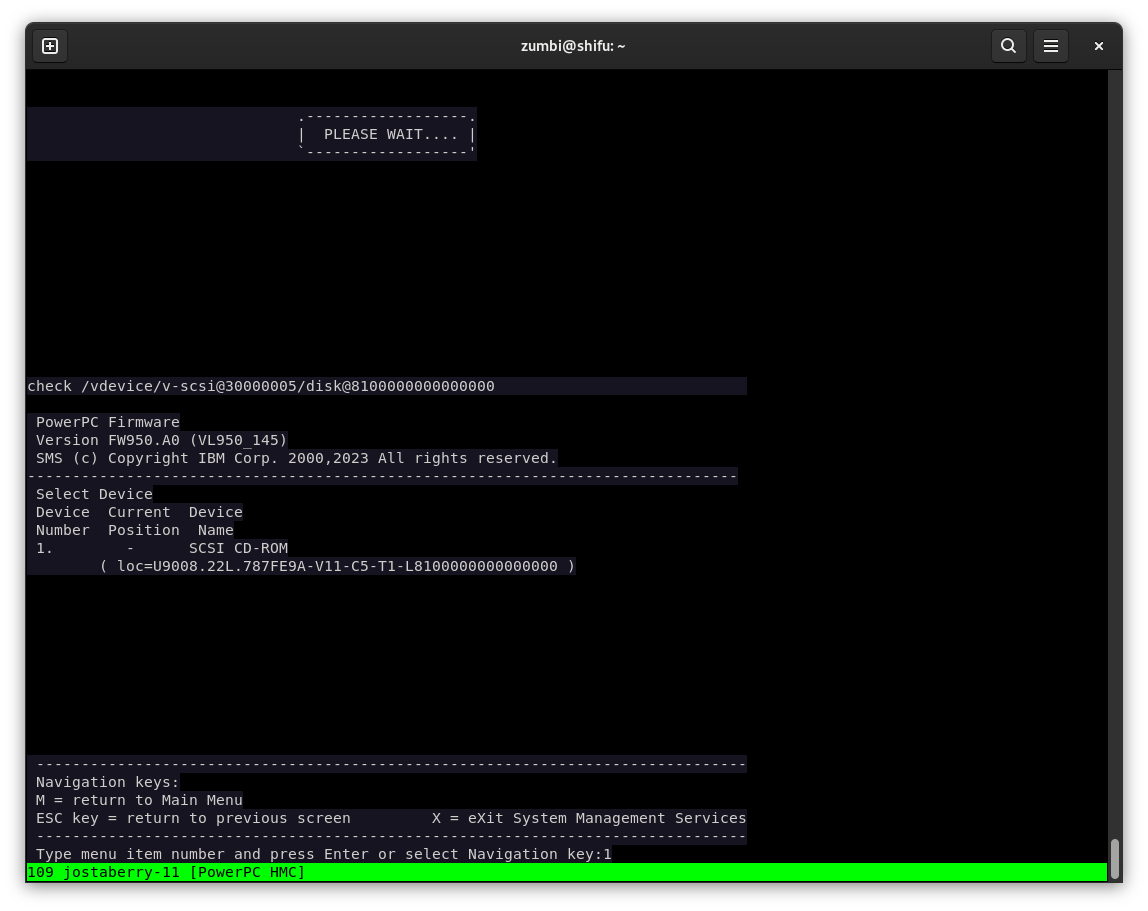 zumbi@shifu: ~
.------------------.
|  PLEASE WAIT.... |
`------------------'
check /vdevice/v-scsi@30000005/disk@8100000000000000
PowerPC Firmware
Version FW950.A0 (VL950_145)
SMS (c) Copyright IBM Corp. 2000,2023 All rights reserved.
-------------------------------------------------------------------------------
Select Device
Device  Current  Device
Number  Position  Name
1.        -      SCSI CD-ROM
( loc=U9008.22L.787FE9A-V11-C5-T1-L8100000000000000 )
-------------------------------------------------------------------------------
Navigation keys:
M = return to Main Menu
ESC key = return to previous screen         X = eXit System Management Services
-------------------------------------------------------------------------------
Type menu item number and press Enter or select Navigation key:1
109 jostaberry-11 [PowerPC HMC]